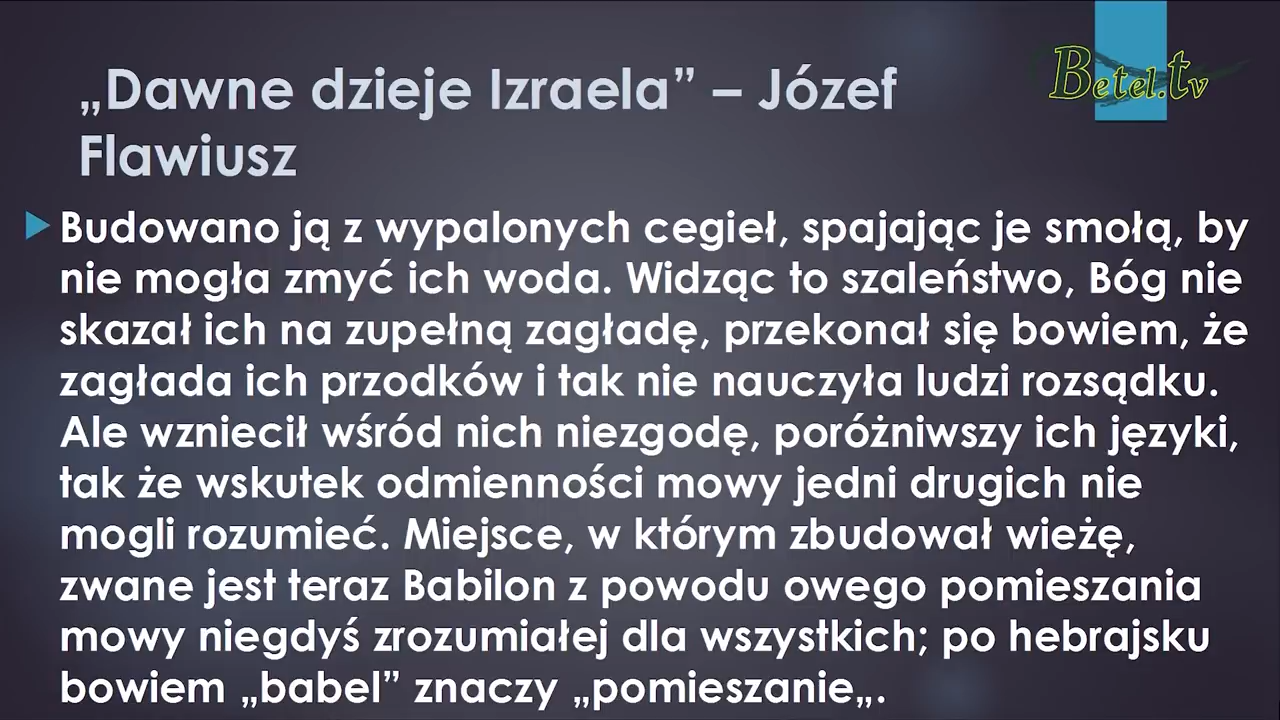 „Dawne dzieje Izraela” – Józef
Flawiusz
Betel.tv
Budowano ją z wypalonych cegieł, spajając je smołą, by
nie mogła zmyć ich woda. Widząc to szaleństwo, Bóg nie
skazał ich na zupełną zagładę, przekonał się bowiem, że
zagłada ich przodków i tak nie nauczyła ludzi rozsądku.
Ale wzniecił wśród nich niezgodę, poróżniwszy ich języki,
tak że wskutek odmienności mowy jedni drugich nie
mogli rozumieć. Miejsce, w którym zbudował wieżę,
zwane jest teraz Babilon z powodu owego pomieszania
mowy niegdyś zrozumiałej dla wszystkich; po hebrajsku
bowiem „babel” znaczy „pomieszanie„.